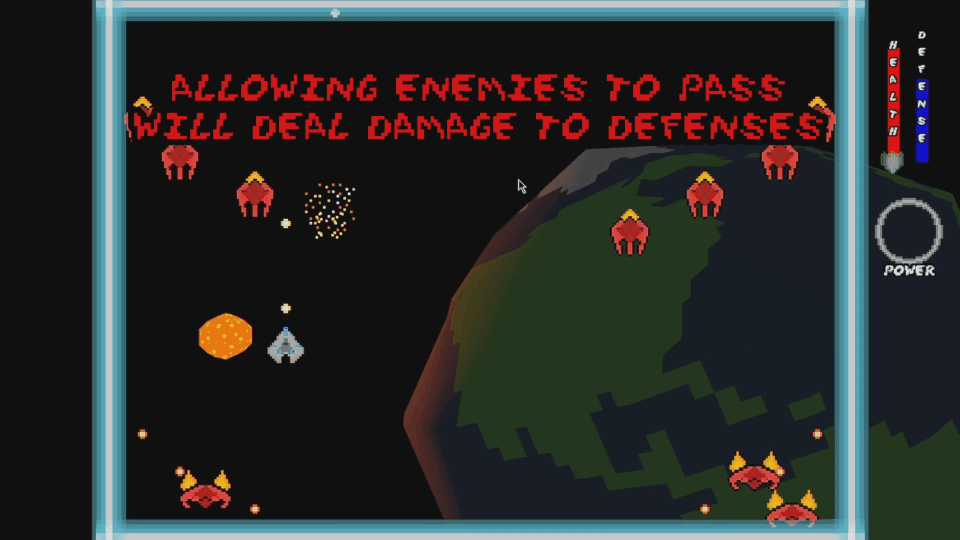 ALLOWING ENEMIES TO PASS
WILL DEAL DAMAGE TO DEFENSES
HEALTH
DEFENSE
POWER